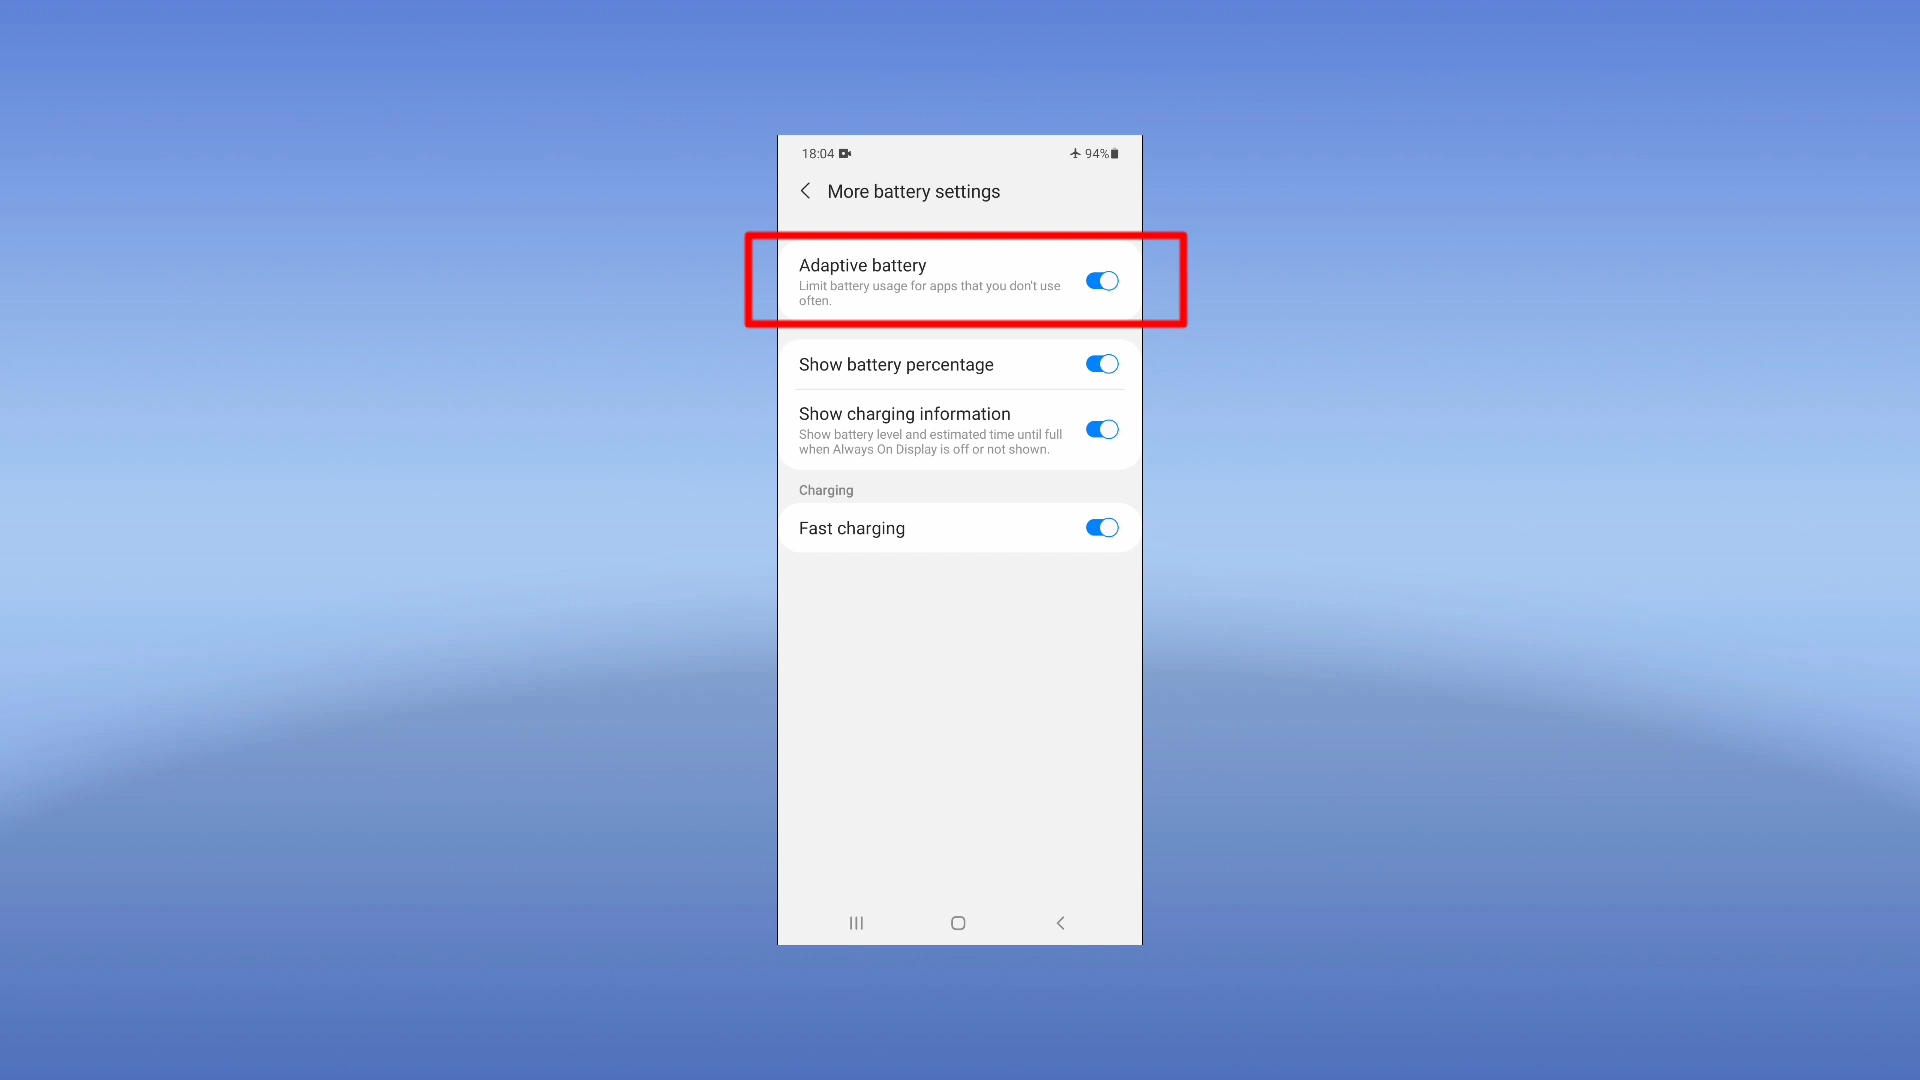 18:04 94%
More battery settings
Adaptive battery
Limit battery usage for apps that you don't use
often.
Show battery percentage
Show charging information
Show battery level and estimated time until full
when Always On Display is off or not shown.
Charging
Fast charging